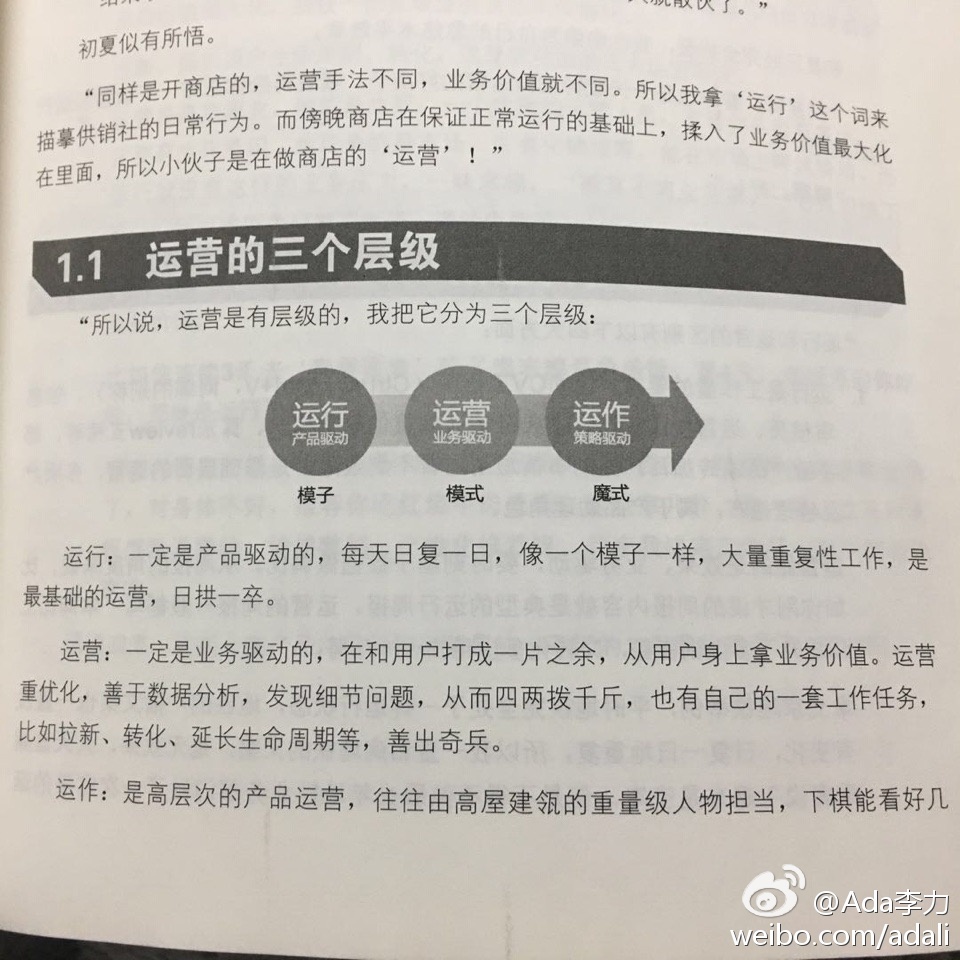 就散伙了。”
初夏似有所悟。
“同样是开商店的，运营手法不同，业务价值就不同。所以我拿‘运行’这个词来
描摹供销社的日常行为。而傍晚商店在保证正常运行的基础上，揉入了业务价值最大化
在里面，所以小伙子是在做商店的‘运营’！”
1.1 运营的三个层级
“所以说，运营是有层级的，我把它分为三个层级：
运行 运营 运作
产品驱动 业务驱动 策略驱动
模子 模式 魔式
运行：一定是产品驱动的，每天日复一日，像一个模子一样，大量重复性工作，是
最基础的运营，日拱一卒。
运营：一定是业务驱动的，在和用户打成一片之余，从用户身上拿业务价值。运营
重优化，善于数据分析，发现细节问题，从而四两拨千斤，也有自己的一套工作任务，
比如拉新、转化、延长生命周期等，善出奇兵。
运作：是高层次的产品运营，往往由高屋建瓴的重量级人物担当，下棋能看好几
@Ada李力
weibo.com/adali